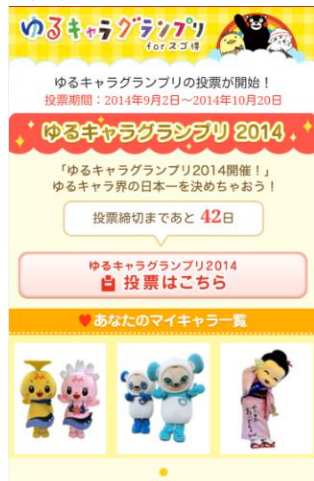 ゆるキャラグランプリ
for スゴ得
ゆるキャラグランプリの投票が開始！
投票期間：2014年9月2日～2014年10月20日
ゆるキャラグランプリ 2014
「ゆるキャラグランプリ2014開催！」
ゆるキャラ界の日本一を決めちゃおう！
投票締切まであと 42日
ゆるキャラグランプリ2014
投票はこちら
あなたのマイキャラ一覧